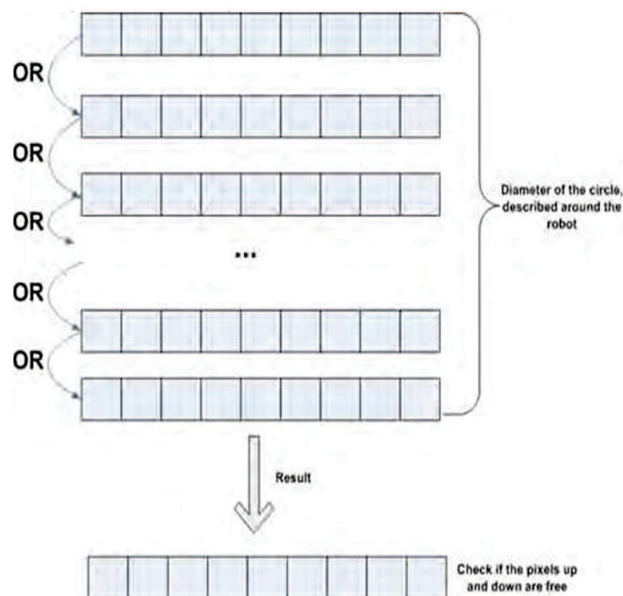 OR
OR
OR
OR
OR
...
Diameter of the circle,
described around the
robot
Result
Check if the pixels up
and down are free